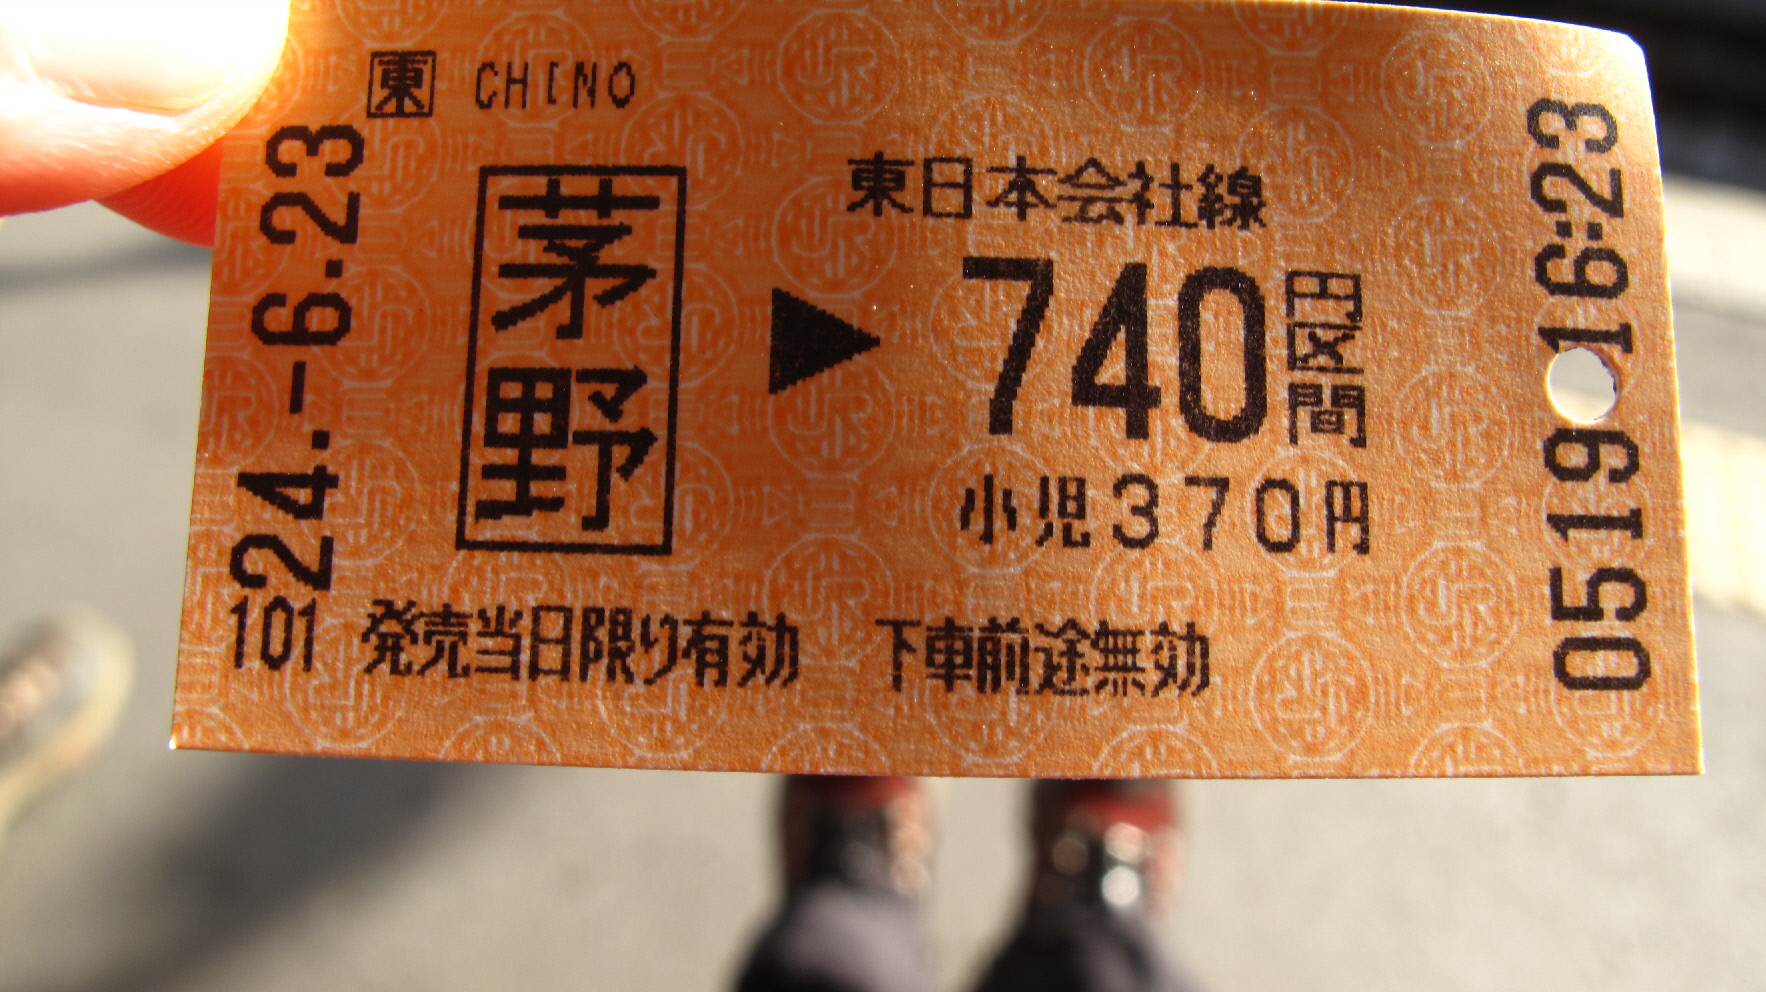 東 CHINO
24.-6.23
茅野
東日本会社線
▶ 740円区間
小児370円
101 発売当日限り有効 下車前途無効
0519 16:23